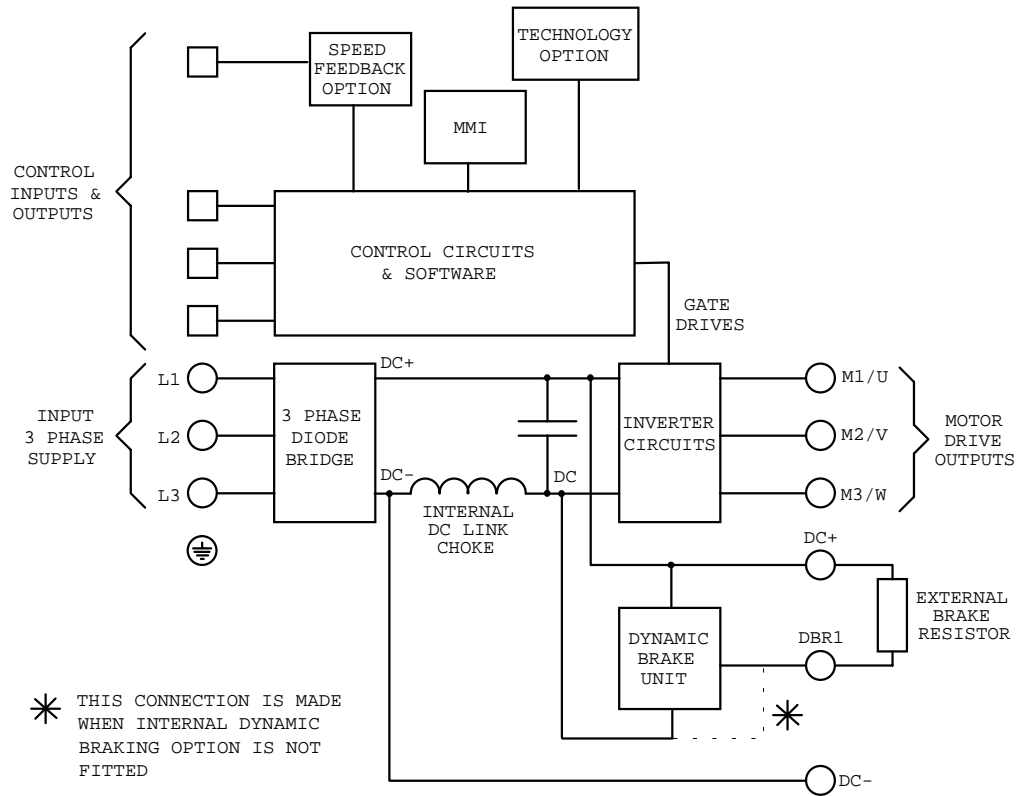 TECHNOLOGY
OPTION
SPEED
FEEDBACK
OPTION
MMI
CONTROL
INPUTS &
OUTPUTS
CONTROL CIRCUITS
& SOFTWARE
GATE
DRIVES
DC+
L1
M1/U
INPUT
3 PHASE
SUPPLY
L2
3 PHASE
DIODE
BRIDGE
INVERTER
CIRCUITS
M2/V
MOTOR
DRIVE
OUTPUTS
DC-
DC
L3
M3/W
INTERNAL
DC LINK
CHOKE
DC+
EXTERNAL
BRAKE
RESISTOR
DYNAMIC
BRAKE
UNIT
DBR1
THIS CONNECTION IS MADE
WHEN INTERNAL DYNAMIC
BRAKING OPTION IS NOT
FITTED
DC-